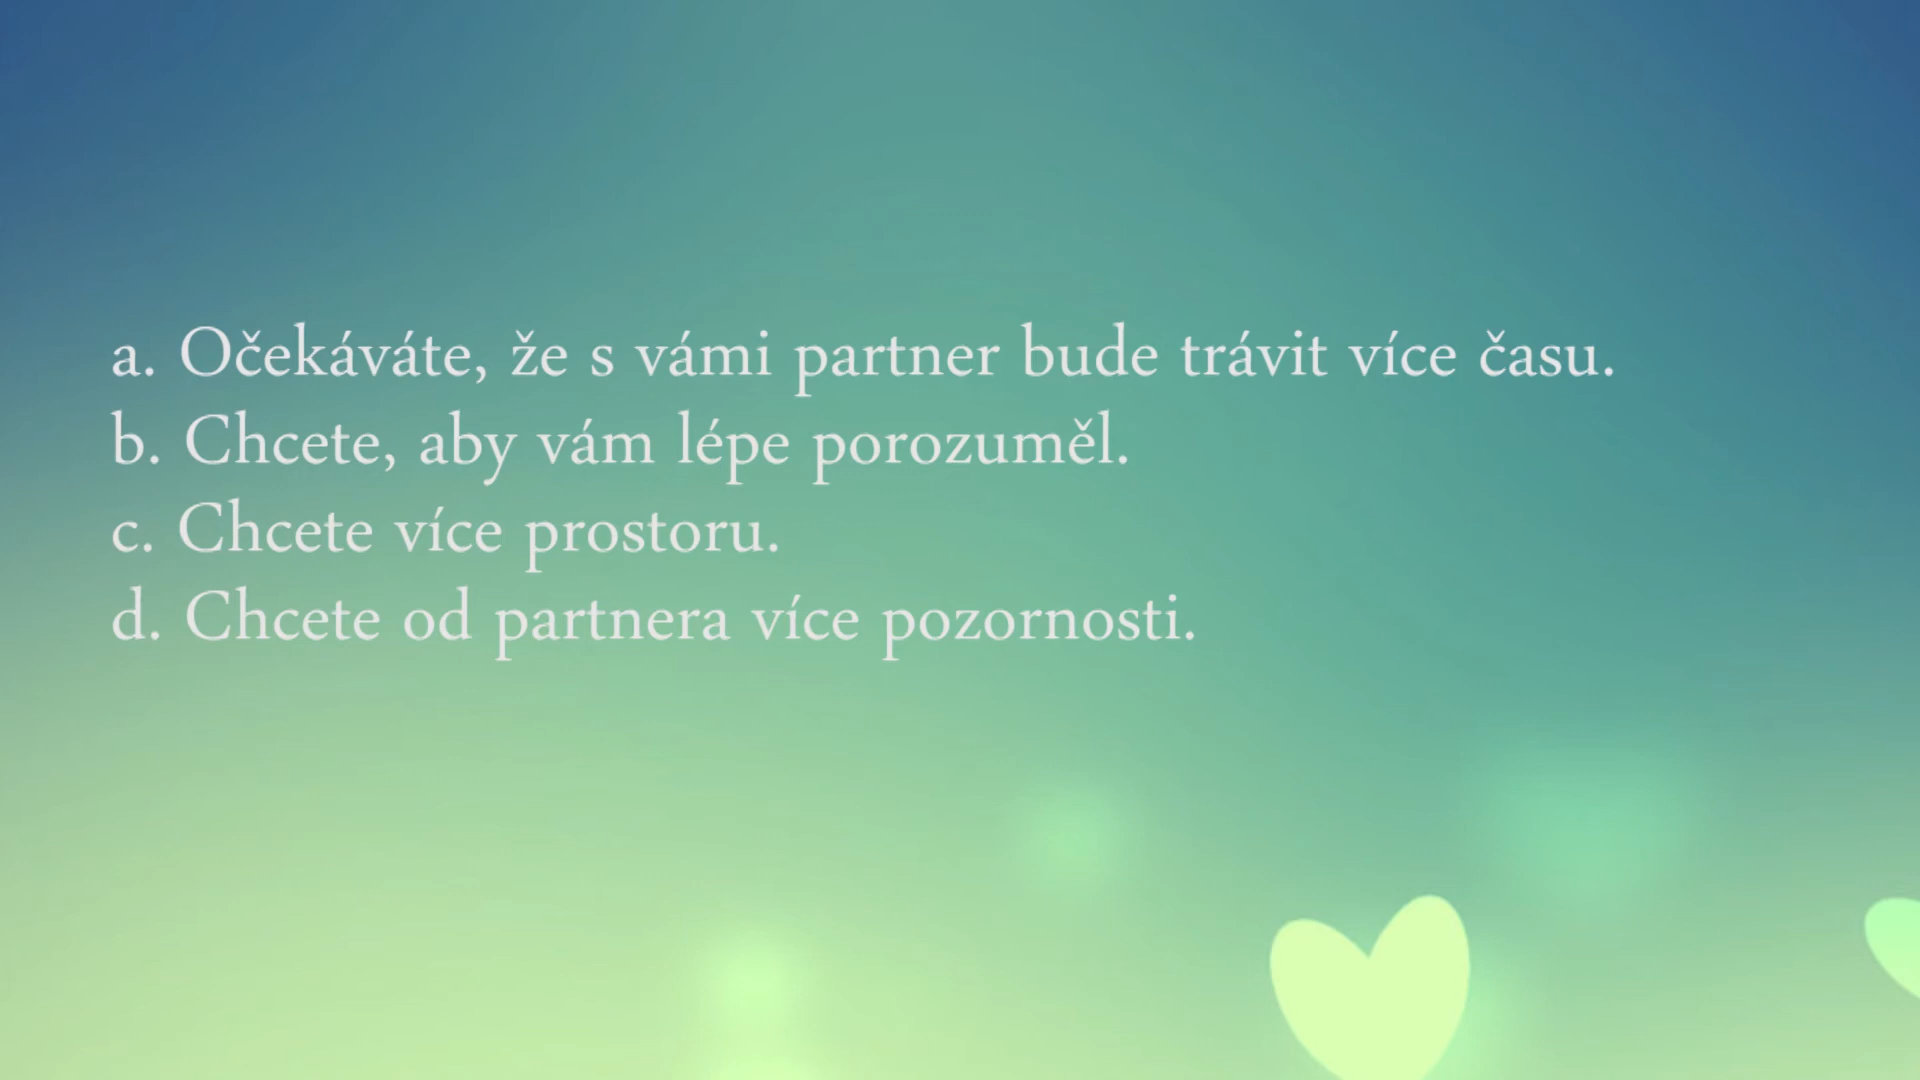 a. Očekáváte, že s vámi partner bude trávit více času.
b. Chcete, aby vám lépe porozuměl.
c. Chcete více prostoru.
d. Chcete od partnera více pozornosti.